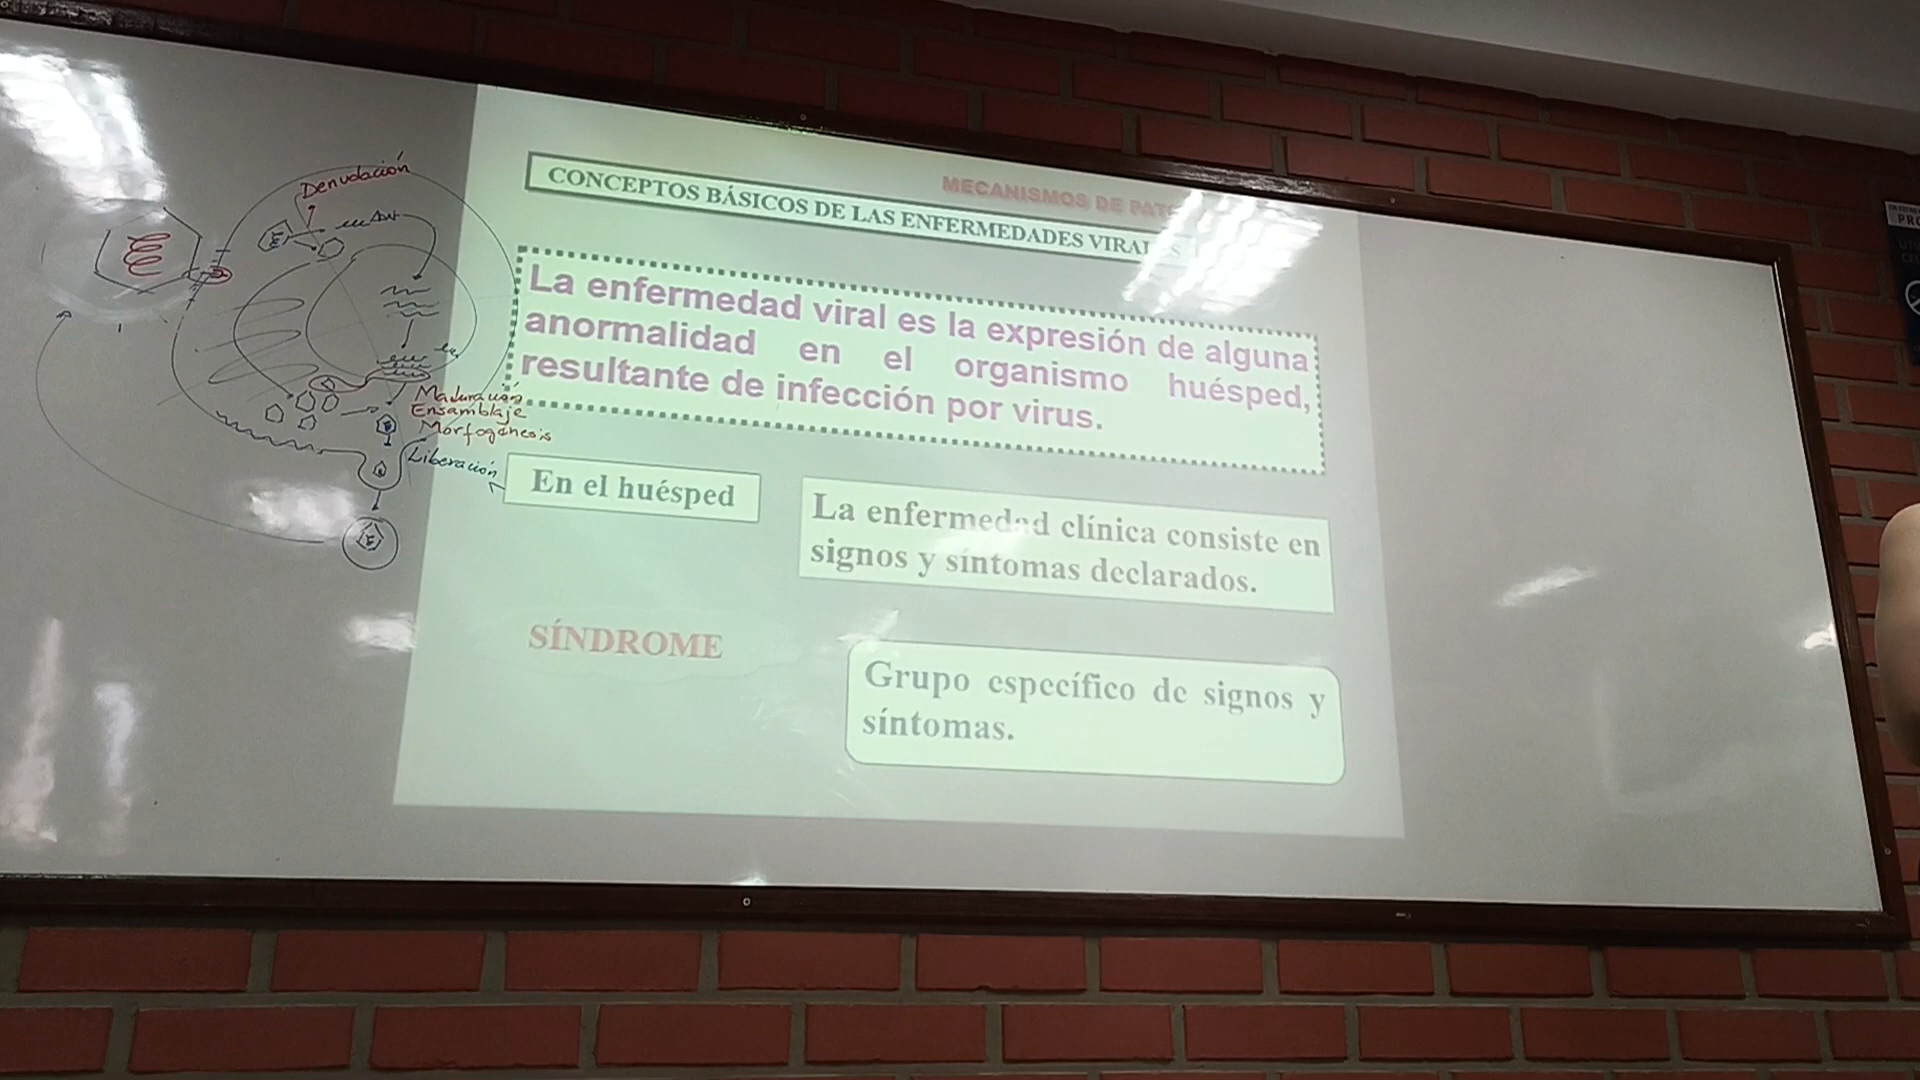 MECANISMOS DE
CONCEPTOS BÁSICOS DE LAS ENFERMEDADES
La enfermedad viral es la expresión de alguna
anormalidad en el organismo huésped,
resultante de infección por virus.
En el huésped
La enfermedad clínica consiste en
signos y síntomas declarados.
SÍNDROME
Grupo específico de signos y
síntomas.
Denudación
Maduración
Ensamblaje
Morfogénesis
Liberación